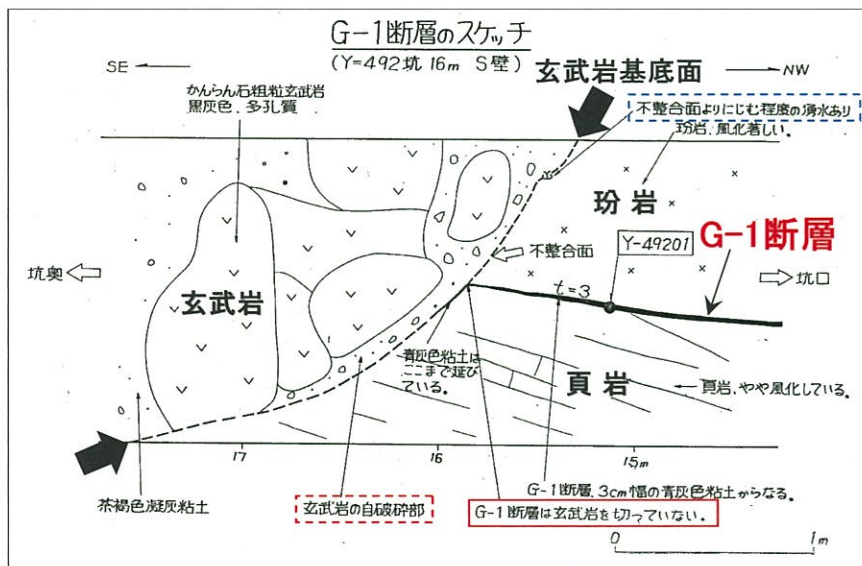 G-1断層のスケッチ
(Y=492坑 16m S壁)
SE
NW
玄武岩基底面
かんらん石粗粒玄武岩
黒灰色、多孔質
不整合面よりにじむ程度の湧水あり
玢岩、風化著しい。
玢岩
G-1断層
Y-49201
不整合面
坑奥
坑口
t=3
玄武岩
青灰色粘土は
ここまで延び
ている。
頁岩
頁岩、やや風化している。
17
16
15m
茶褐色凝灰粘土
玄武岩の自破砕部
G-1断層、3cm幅の青灰色粘土からなる。
G-1断層は玄武岩を切っていない。
0
1m